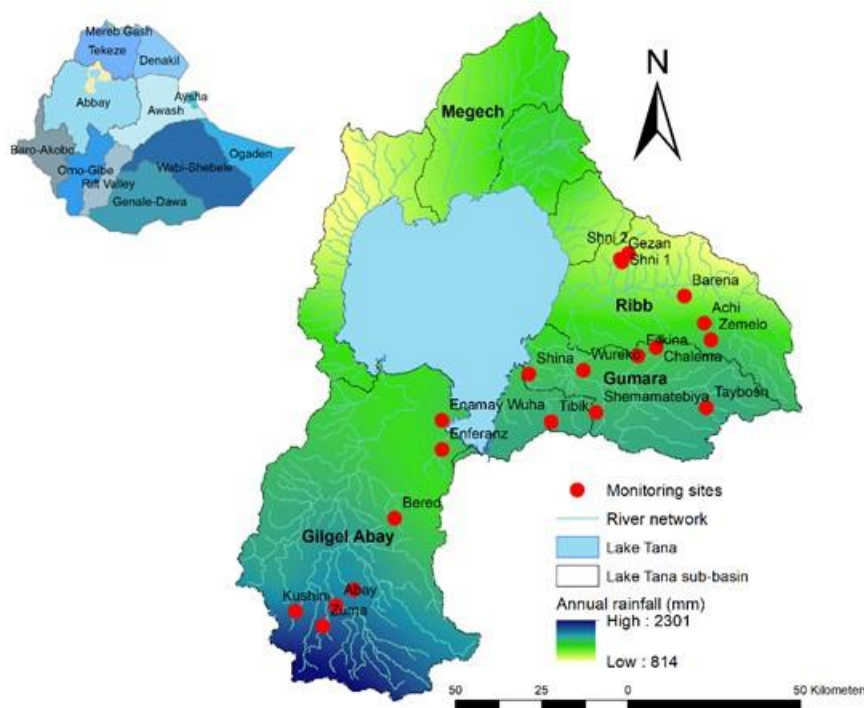 Mereb Gash
Tekeze
Denakil
Abbay
Aysha
Awash
Baro-Akobo
Ogaden
Omo-Gibe
Wabi-Shebele
Rift Valley
Genale-Dawa
N
Megech
Shni 2
Gezan
Shni 1
Barena
Ribb
Achi
Zemelo
Fikina
Shina
Wureko
Chalema
Gumara
Enamay Wuha
Tibik
Shemamatebiya
Taybosn
Enferanz
Bered
Gilgel Abay
Kushini
Abay
Zuma
Monitoring sites
River network
Lake Tana
Lake Tana sub-basin
Annual rainfall (mm)
High : 2301
Low : 814
50 25 0 50 Kilometers